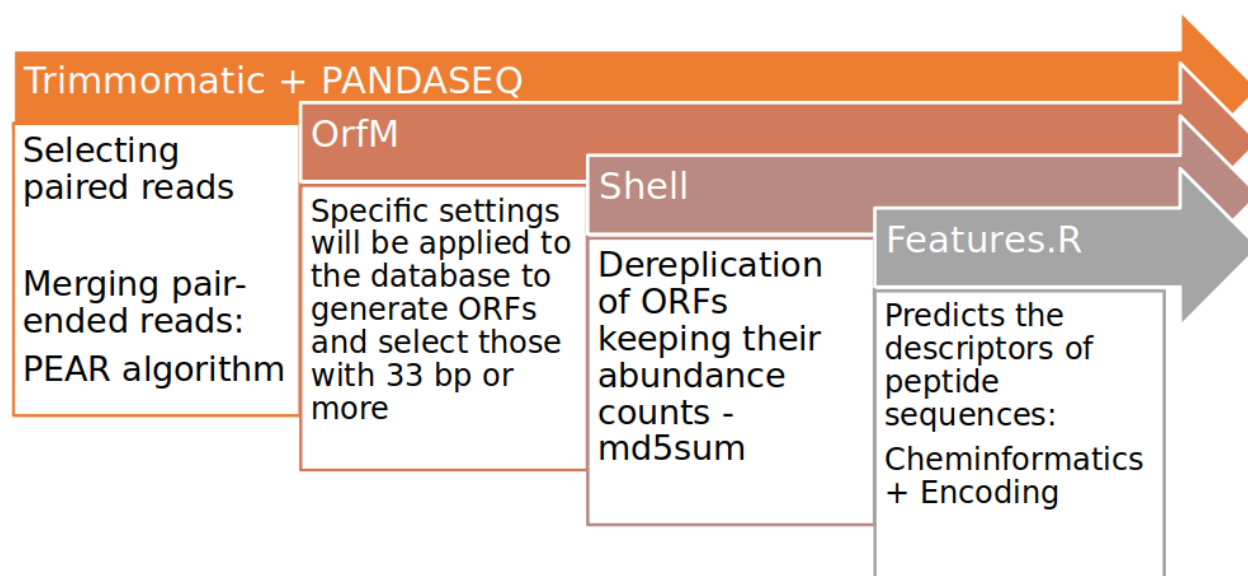 Trimmomatic + PANDASEQ
Selecting
paired reads
Merging pair-
ended reads:
PEAR algorithm
OrfM
Specific settings
will be applied to
the database to
generate ORFs
and select those
with 33 bp or
more
Shell
Dereplication
of ORFs
keeping their
abundance
counts -
md5sum
Features.R
Predicts the
descriptors of
peptide
sequences:
Cheminformatics
+ Encoding